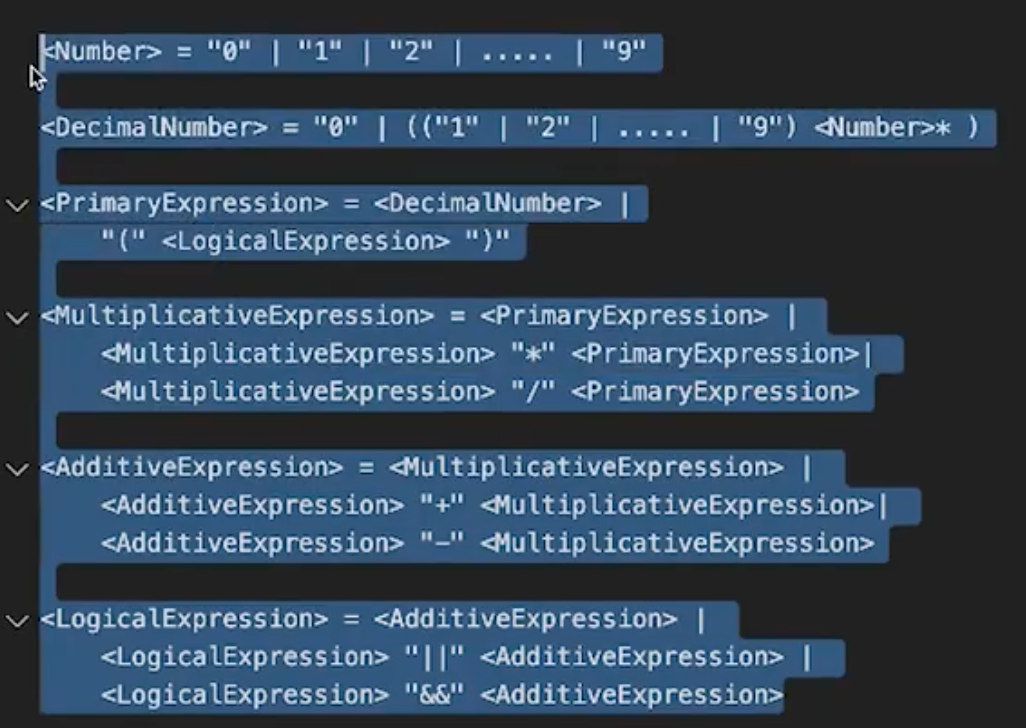 <Number> = "0" | "1" | "2" | ..... | "9"
<DecimalNumber> = "0" | (("1" | "2" | ..... | "9") <Number>* )
<PrimaryExpression> = <DecimalNumber> |
"(" <LogicalExpression> ")"
<MultiplicativeExpression> = <PrimaryExpression> |
<MultiplicativeExpression> "*" <PrimaryExpression>|
<MultiplicativeExpression> "/" <PrimaryExpression>
<AdditiveExpression> = <MultiplicativeExpression> |
<AdditiveExpression> "+" <MultiplicativeExpression>|
<AdditiveExpression> "-" <MultiplicativeExpression>
<LogicalExpression> = <AdditiveExpression> |
<LogicalExpression> "||" <AdditiveExpression> |
<LogicalExpression> "&&" <AdditiveExpression>